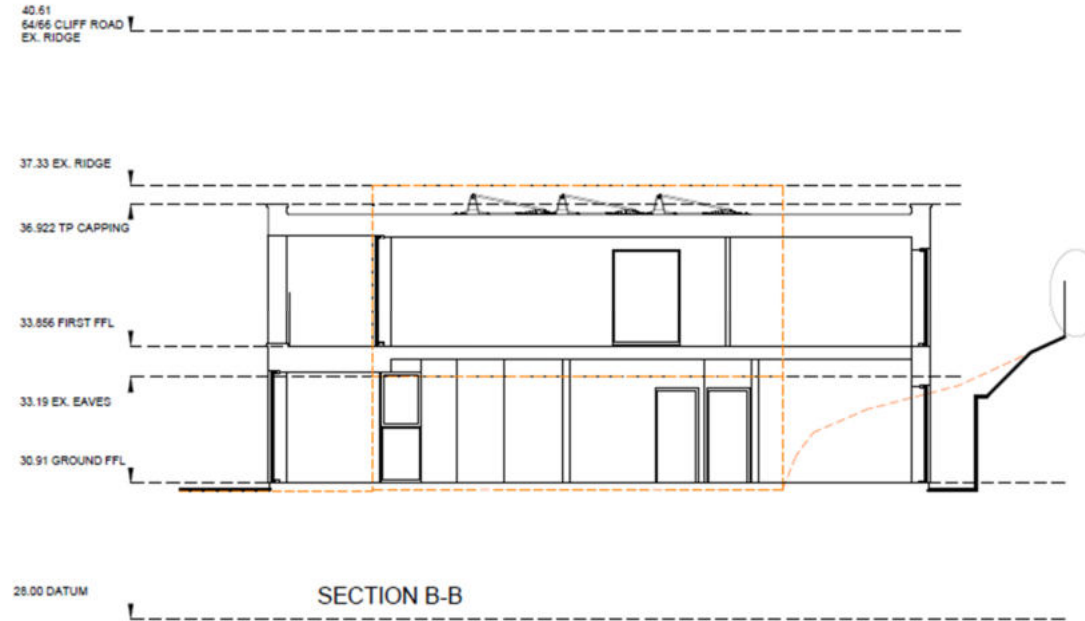 40.61
64/66 CLIFF ROAD
EX. RIDGE
37.33 EX. RIDGE
36.922 TP CAPPING
33.856 FIRST FFL
33.19 EX. EAVES
30.91 GROUND FFL
28.00 DATUM
SECTION B-B